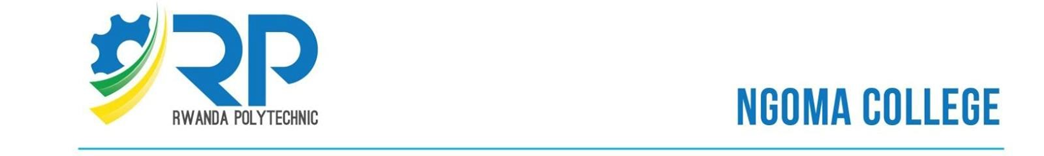 RP
RWANDA POLYTECHNIC
NGOMA COLLEGE